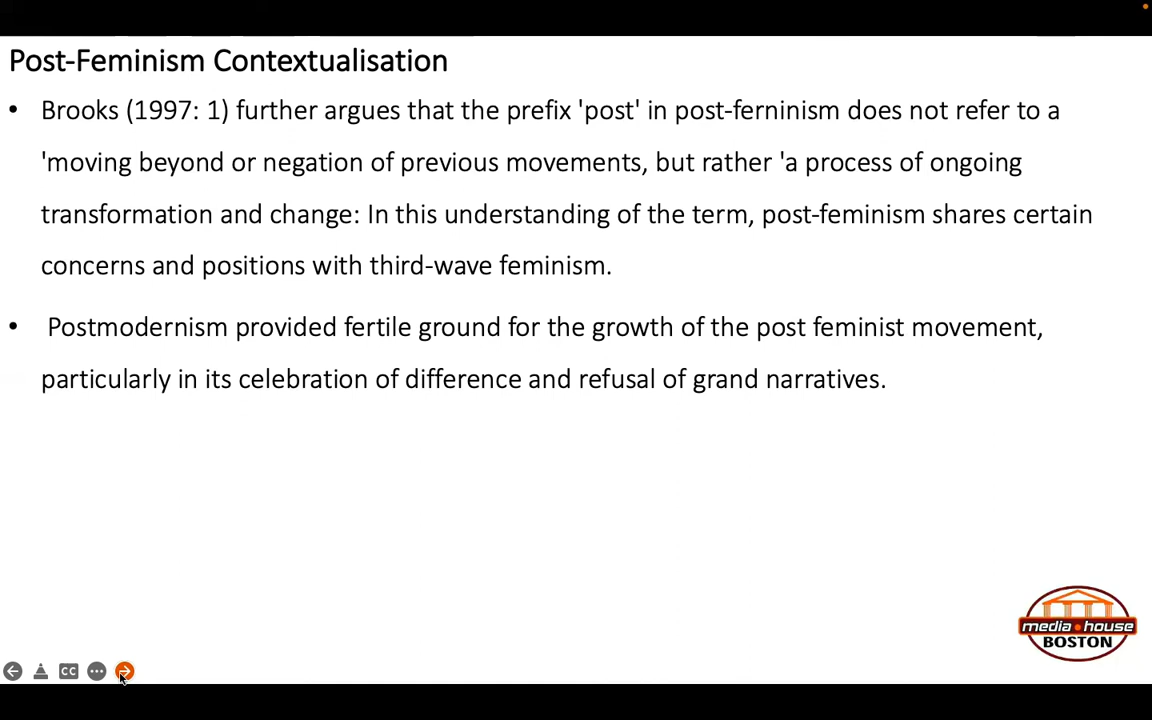 Post-Feminism Contextualisation
• Brooks (1997: 1) further argues that the prefix 'post' in post-ferninism does not refer to a
'moving beyond or negation of previous movements, but rather 'a process of ongoing
transformation and change: In this understanding of the term, post-feminism shares certain
concerns and positions with third-wave feminism.
• Postmodernism provided fertile ground for the growth of the post feminist movement,
particularly in its celebration of difference and refusal of grand narratives.
media house
BOSTON
CC